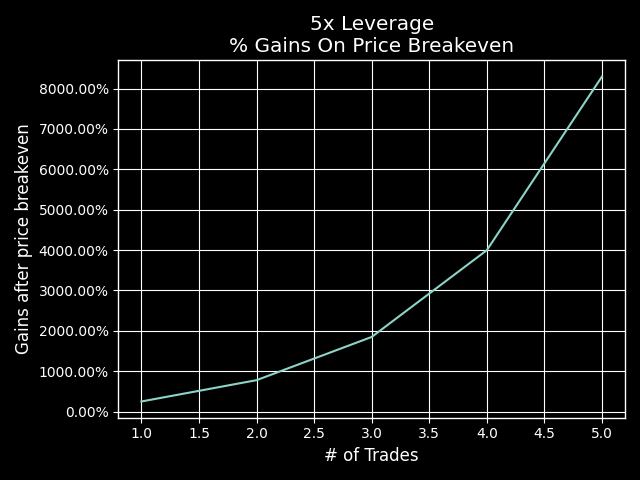 5x Leverage
% Gains On Price Breakeven
Gains after price breakeven
8000.00%
7000.00%
6000.00%
5000.00%
4000.00%
3000.00%
2000.00%
1000.00%
0.00%
1.0 1.5 2.0 2.5 3.0 3.5 4.0 4.5 5.0
# of Trades